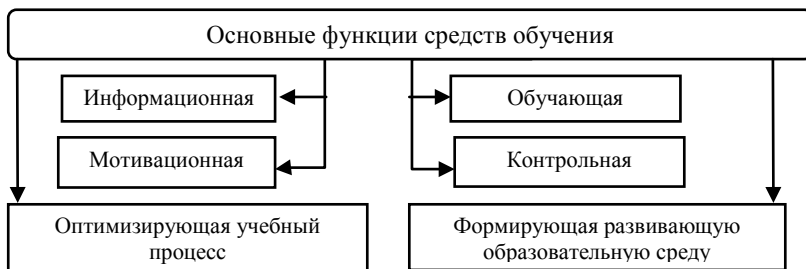 Основные функции средств обучения
Информационная
Обучающая
Мотивационная
Контрольная
Оптимизирующая учебный
процесс
Формирующая развивающую
образовательную среду